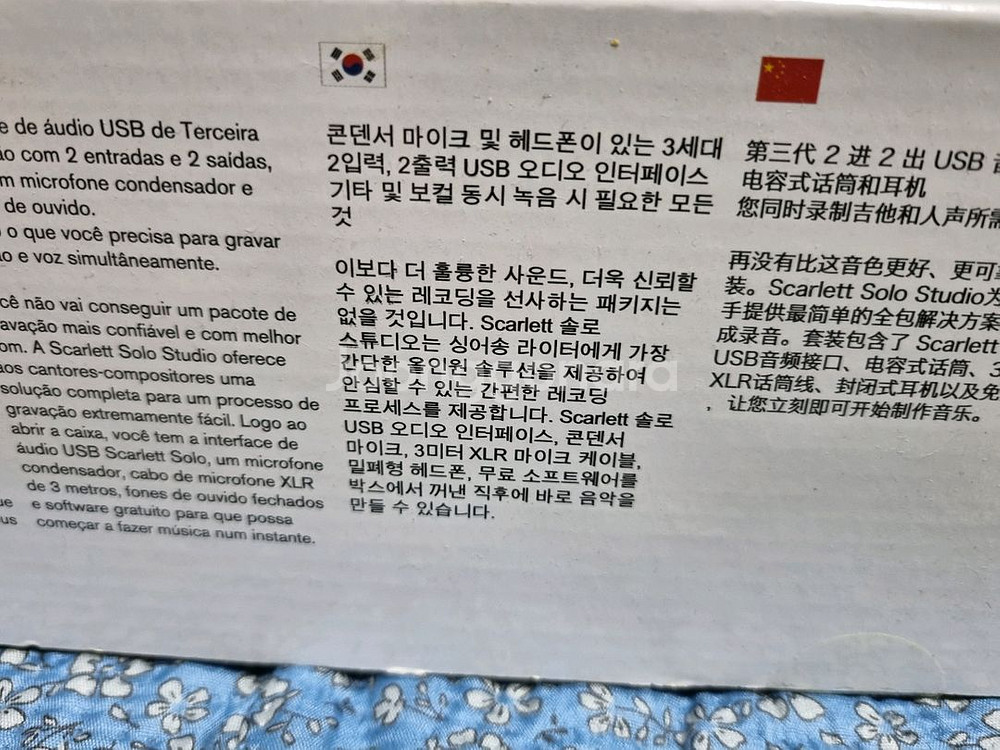 e de áudio USB de Terceira
ão com 2 entradas e 2 saídas,
m microfone condensador e
de ouvido.
o que você precisa para gravar
o e voz simultâneamente.
cê não vai conseguir um pacote de
avação mais confiável e com melhor
om. A Scarlett Solo Studio oferece
aos cantores-compositores uma
solução completa para um processo de
gravação extremamente fácil. Logo ao
abrir a caixa, você tem a interface de
áudio USB Scarlett Solo, um microfone
condensador, cabo de microfone XLR
de 3 metros, fones de ouvido fechados
ue e software gratuito para que possa
us começar a fazer música num instante.
콘덴서 마이크 및 헤드폰이 있는 3세대
2입력, 2출력 USB 오디오 인터페이스
기타 및 보컬 동시 녹음 시 필요한 모든
것
이보다 더 훌륭한 사운드, 더욱 신뢰할
수 있는 레코딩을 선사하는 패키지는
없을 것입니다. Scarlett 솔로
스튜디오는 싱어송 라이터에게 가장
간단한 올인원 솔루션을 제공하여
안심할 수 있는 간편한 레코딩
프로세스를 제공합니다. Scarlett 솔로
USB 오디오 인터페이스, 콘덴서
마이크, 3미터 XLR 마이크 케이블,
밀폐형 헤드폰, 무료 소프트웨어를
박스에서 꺼낸 직후에 바로 음악을
만들 수 있습니다.
第三代 2 进 2 出 USB
电容式话筒和耳机
您同时录制吉他和人声所需
再没有比这音色更好、更可靠
装。Scarlett Solo Studio为
手提供最简单的全包解决方案
成录音。套装包含了 Scarlett
USB音频接口、电容式话筒、3
XLR话筒线、封闭式耳机以及免
，让您立刻即可开始制作音乐。